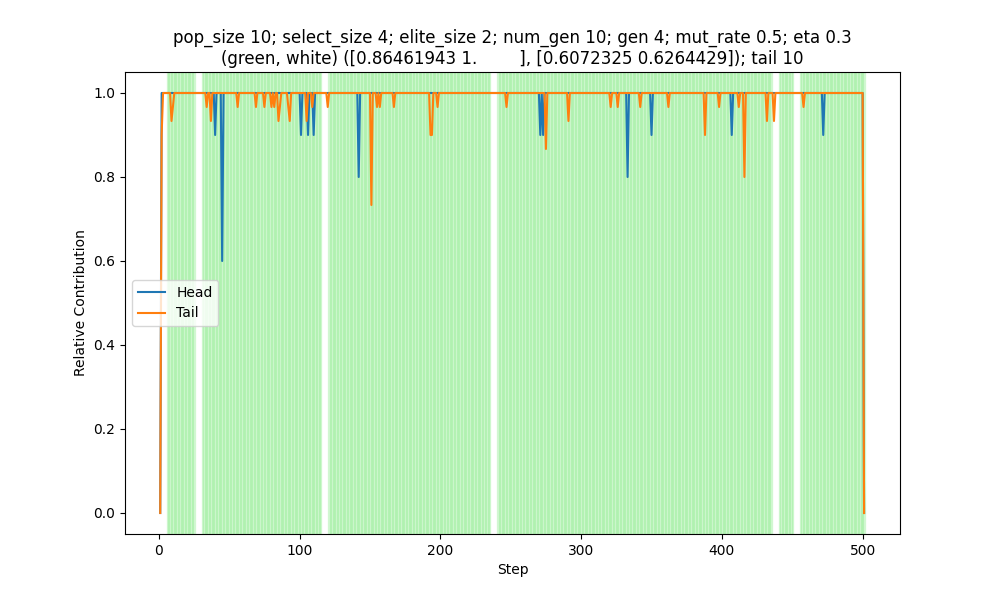 pop_size 10; select_size 4; elite_size 2; num_gen 10; gen 4; mut_rate 0.5; eta 0.3
(green, white) ([0.86461943 1.         ], [0.6072325 0.6264429]); tail 10
1.0
0.8
0.6
0.4
0.2
0.0
Relative Contribution
Head
Tail
0
100
200
300
400
500
Step